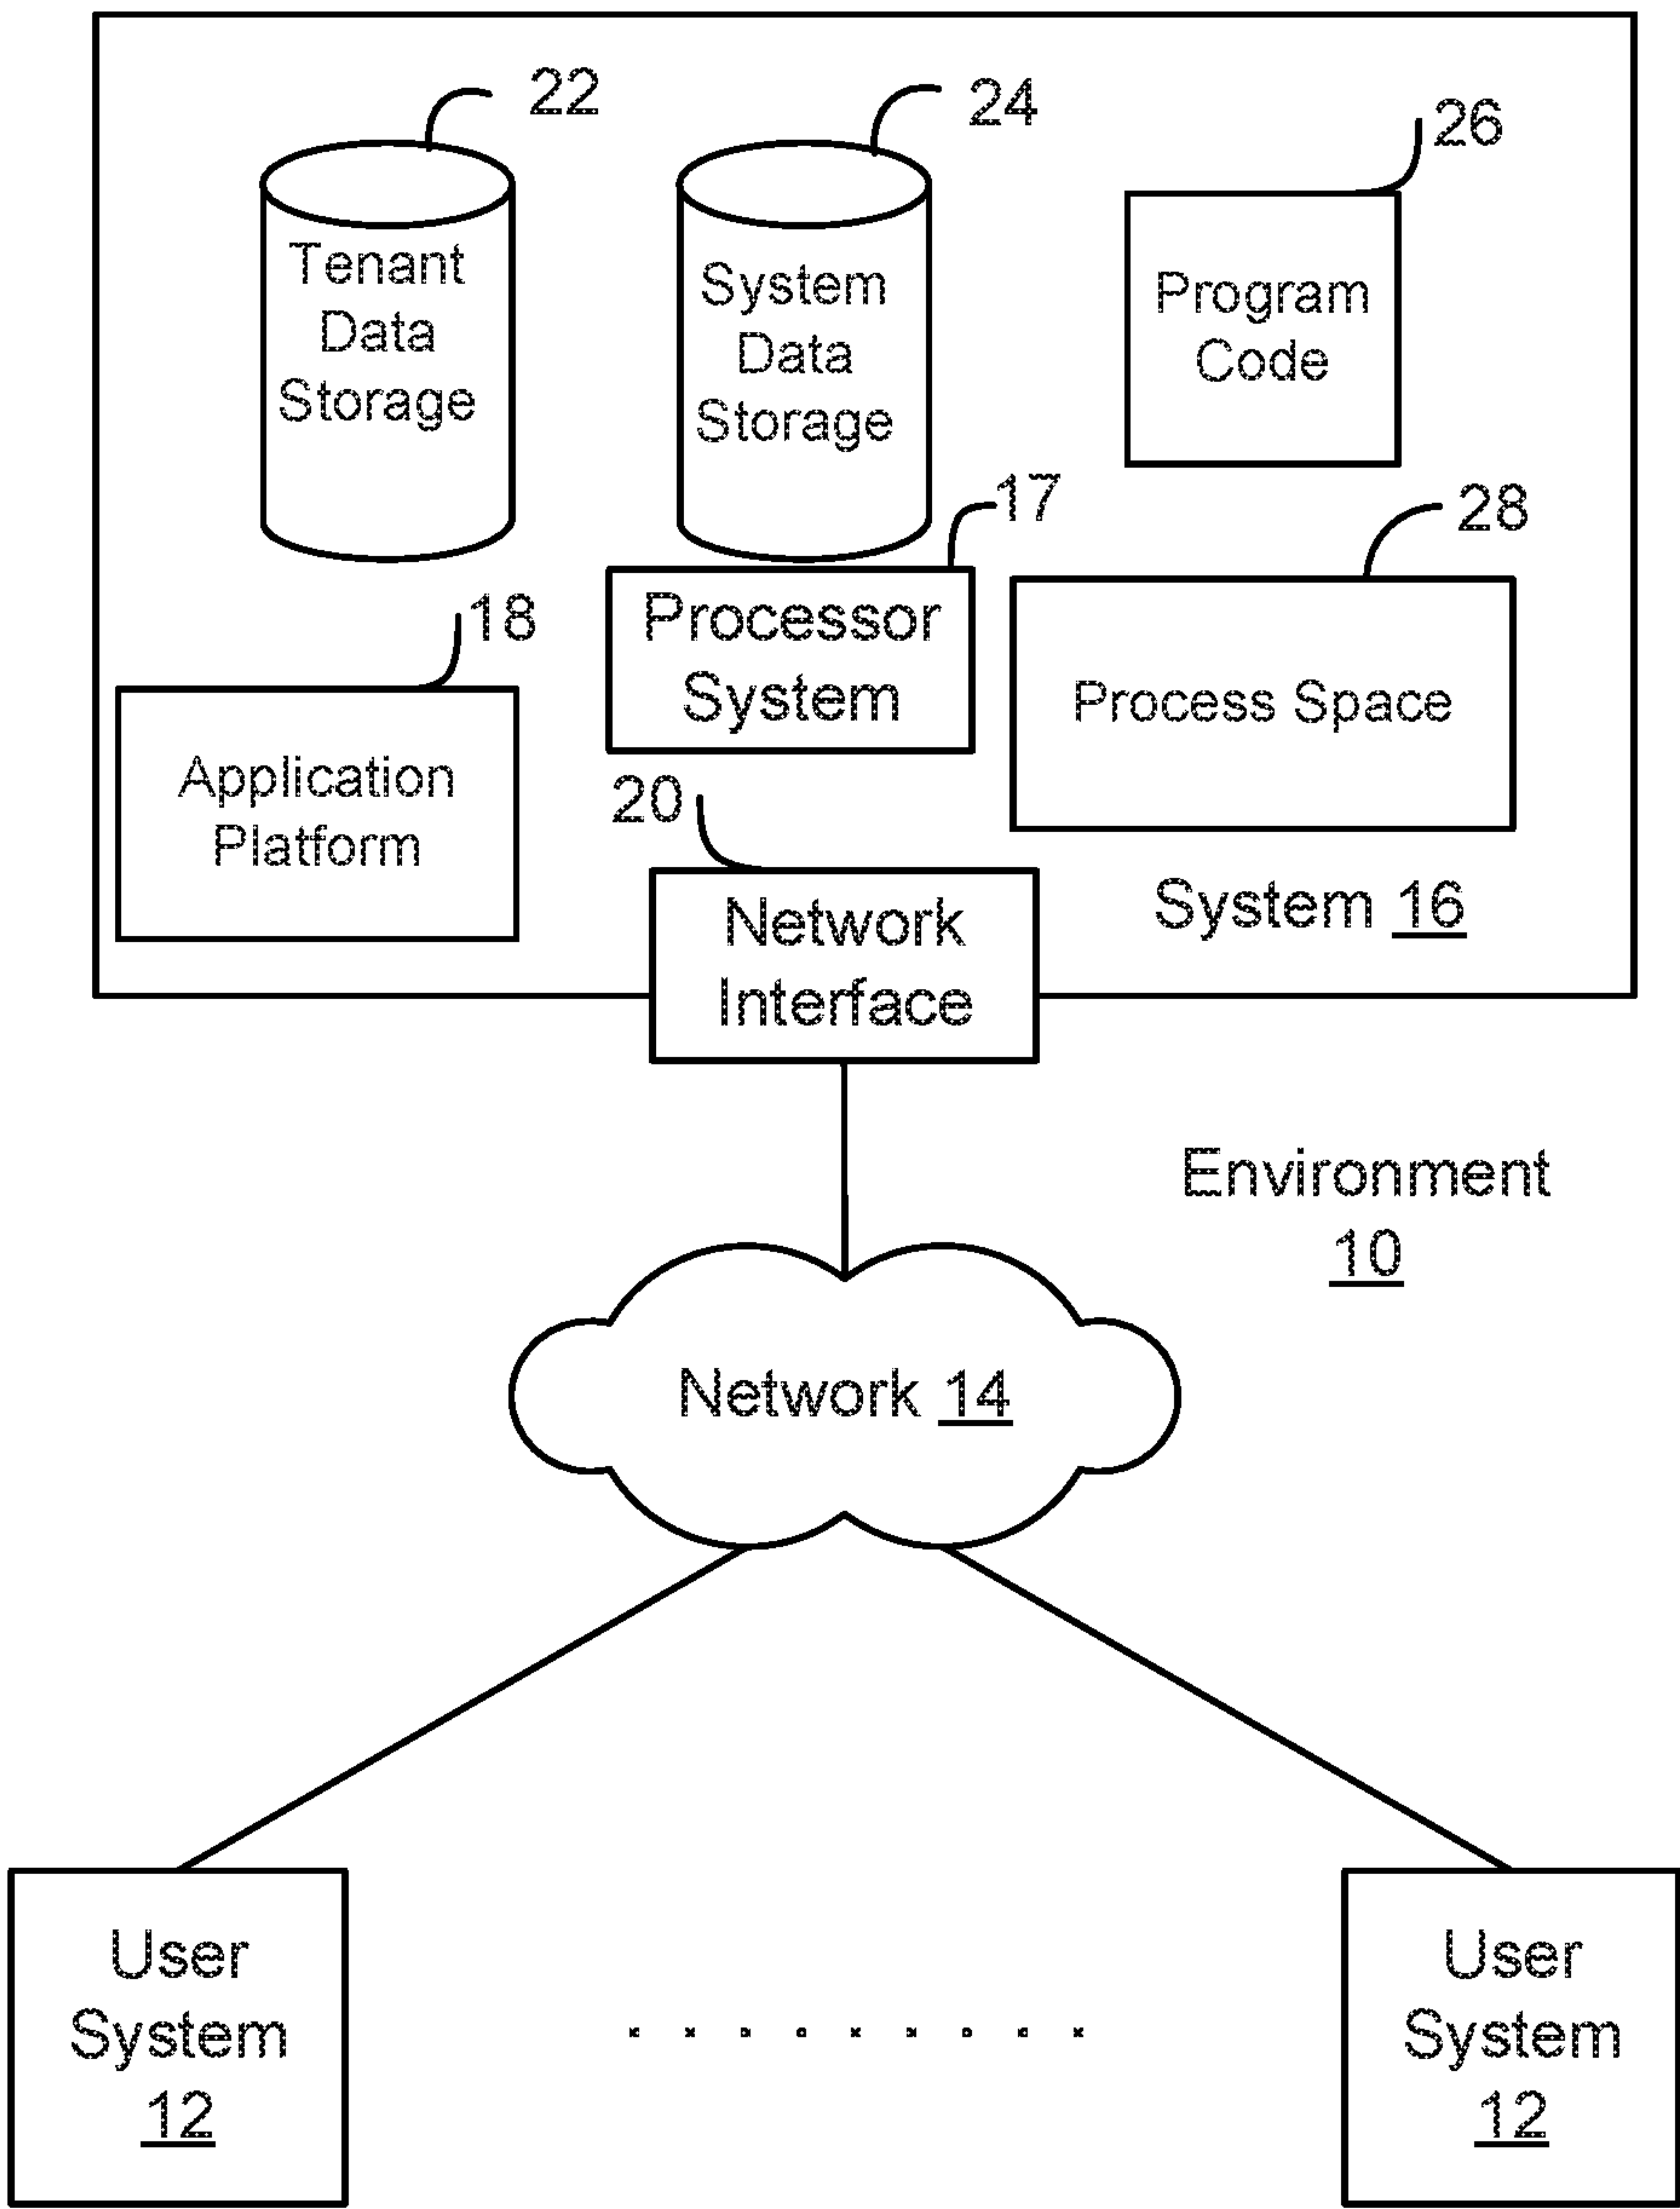 22
24
26
Tenant
Data
Storage
System
Data
Storage
Program
Code
17
28
18
Processor
System
Process Space
Application
Platform
20
Network
Interface
System 16
Environment
10
Network 14
User
System
12
User
System
12